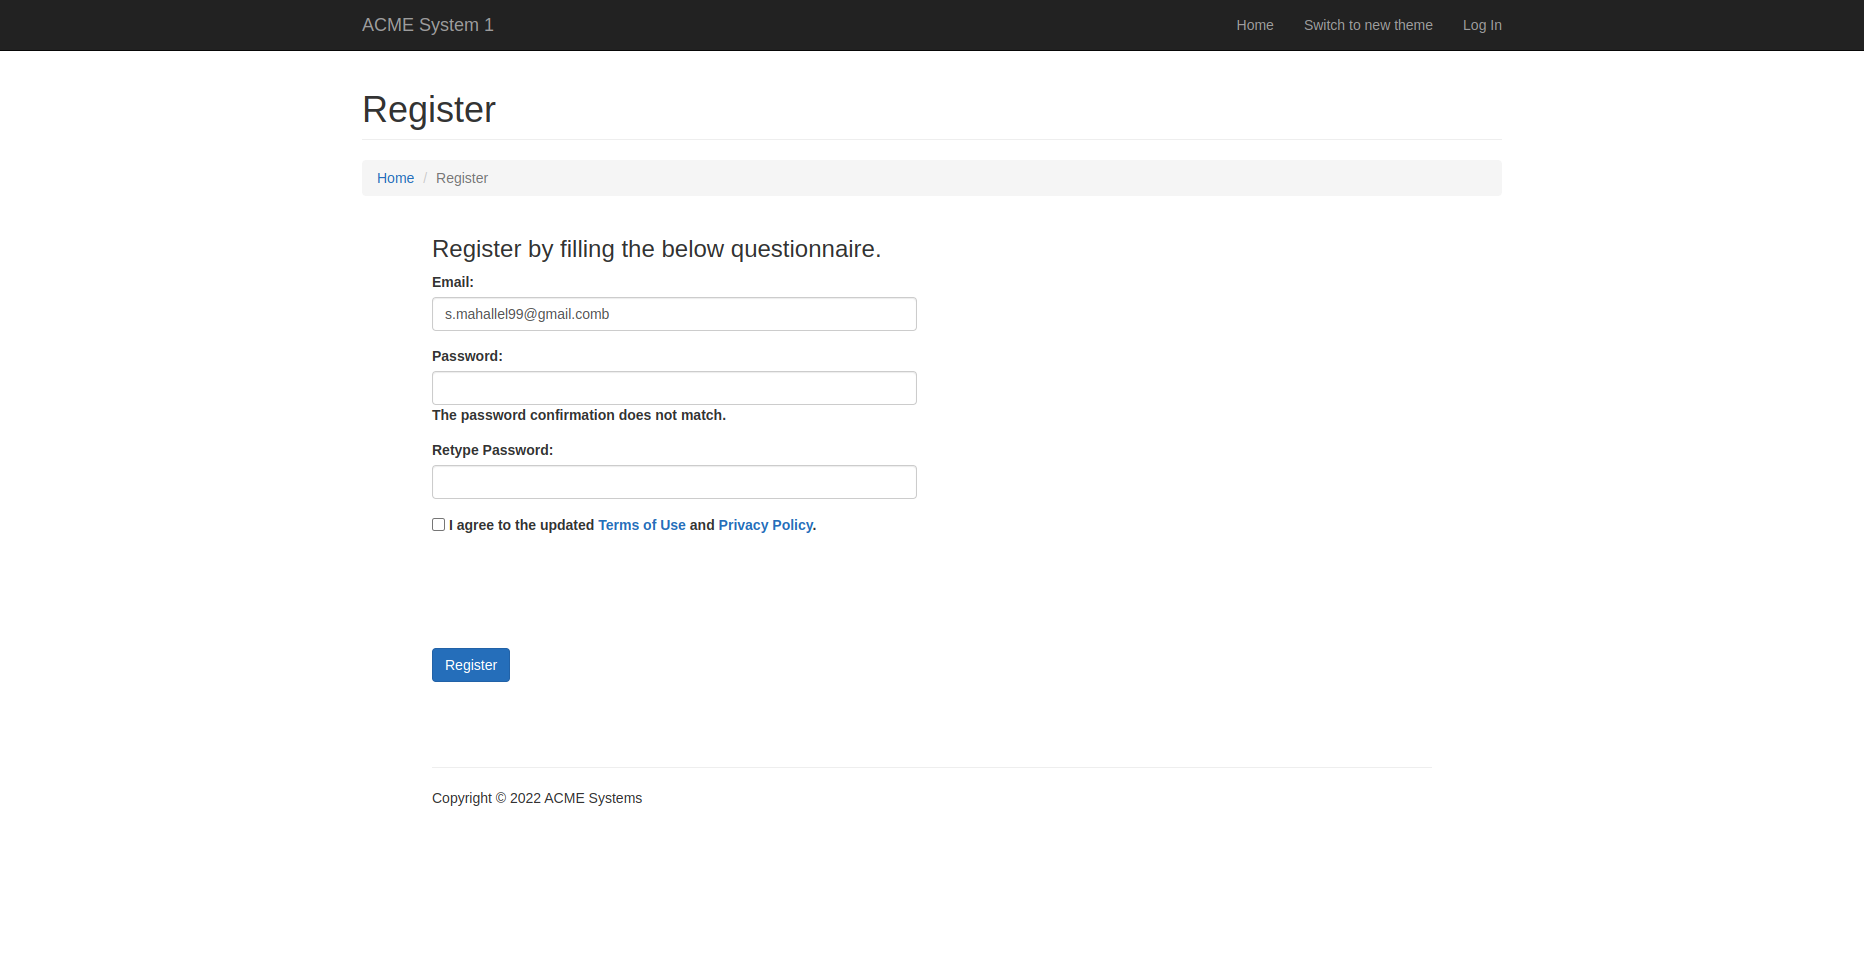 ACME System 1
Home
Switch to new theme
Log In
Register
Home / Register
Register by filling the below questionnaire.
Email:
s.mahallel99@gmail.comb
Password:
The password confirmation does not match.
Retype Password:
I agree to the updated Terms of Use and Privacy Policy.
Register
Copyright © 2022 ACME Systems